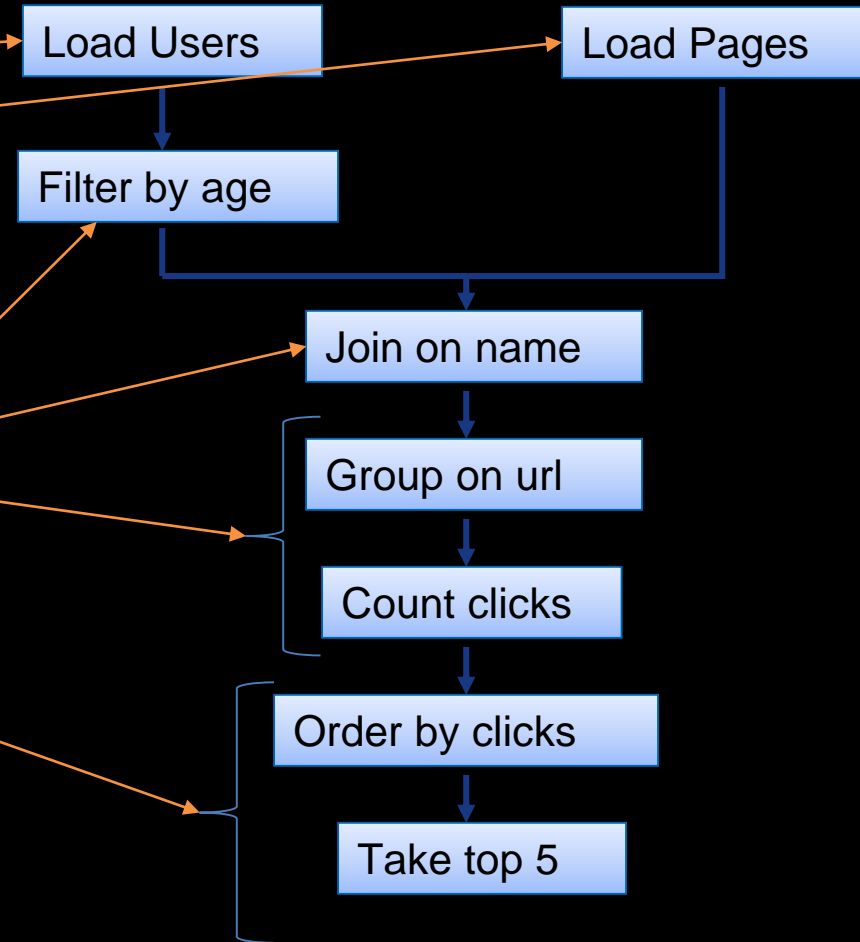 Load Users
Load Pages
Filter by age
Join on name
Group on url
Count clicks
Order by clicks
Take top 5